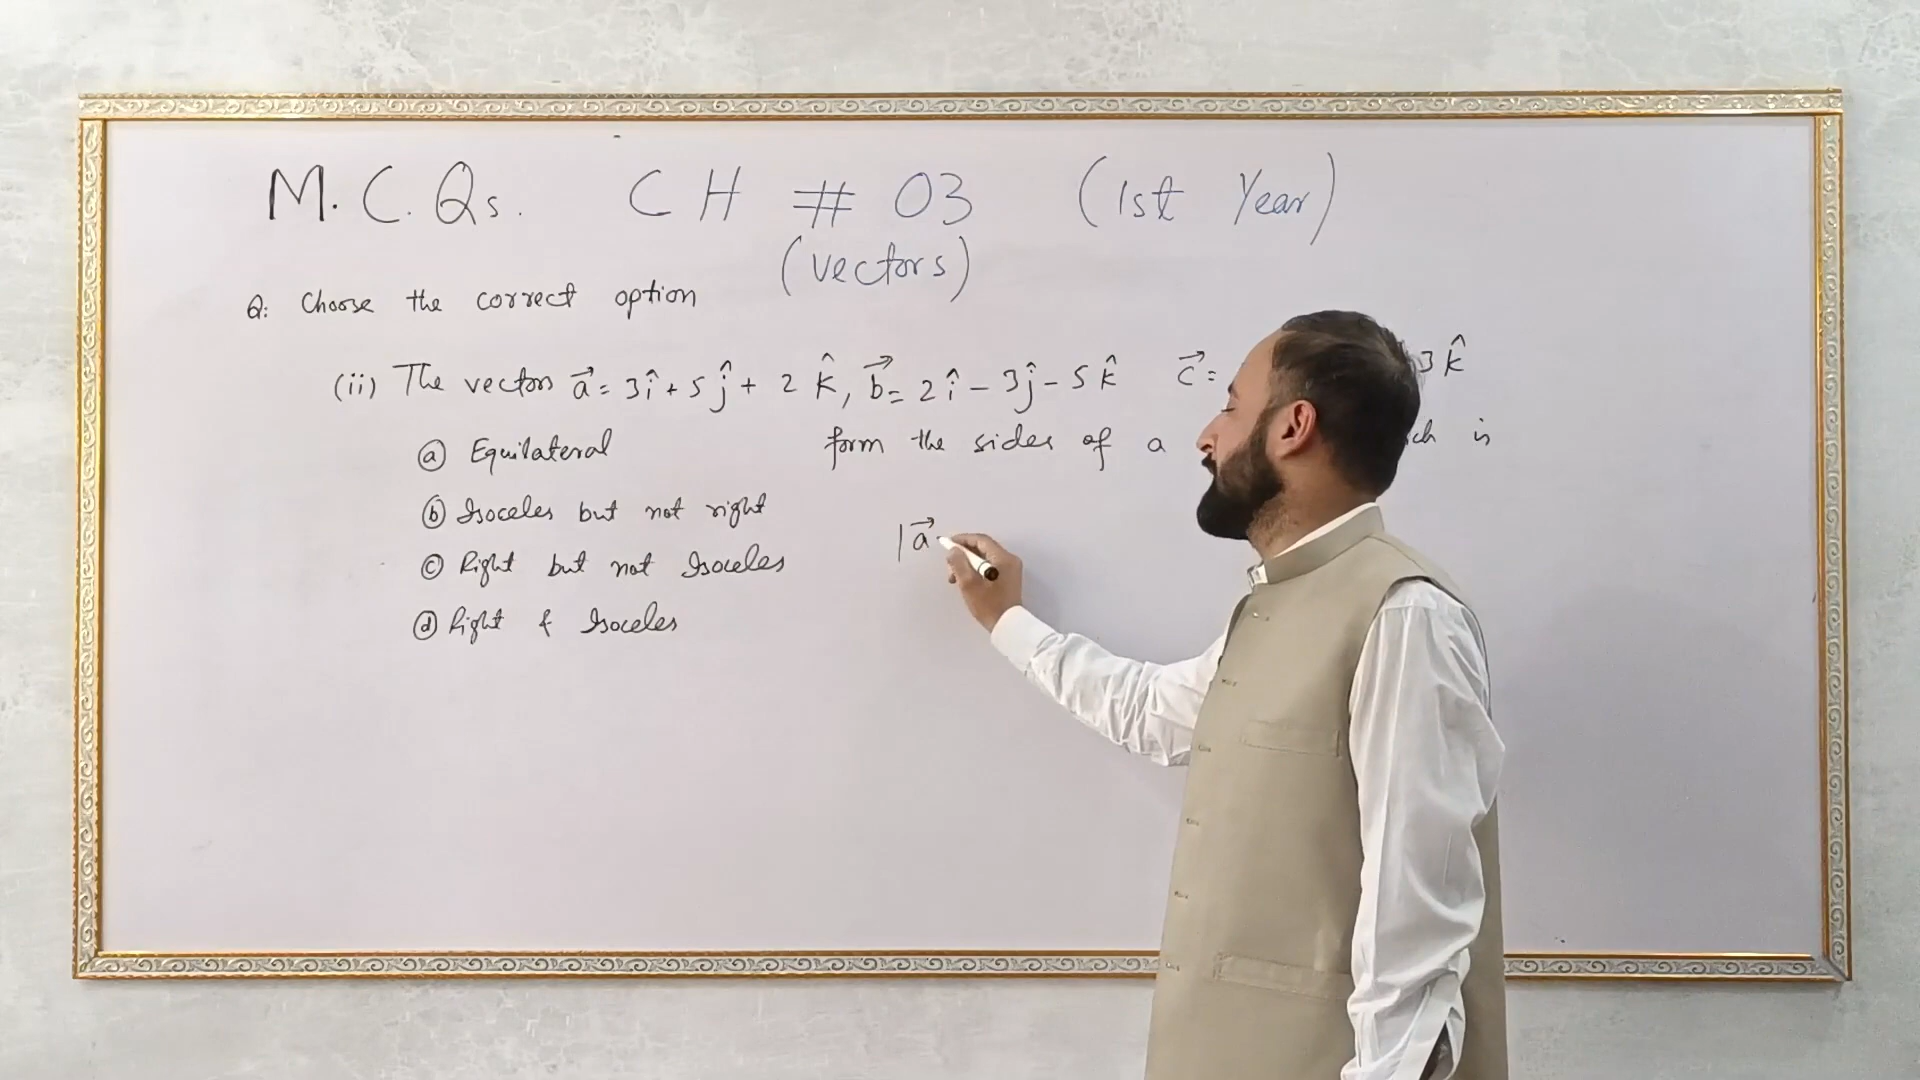 M.C.Qs. CH # 03 (1st Year)
(vectors)
Q: Choose the correct option
(ii) The vectors a⃗ = 3î + 5ĵ + 2 k̂, b⃗ = 2î - 3ĵ - 5k̂ c⃗ = 3k̂
form the sides of a ch is
ⓐ Equilateral
ⓑ Isoceles but not right
ⓒ Right but not Isoceles
ⓓ Right & Isoceles
|a⃗